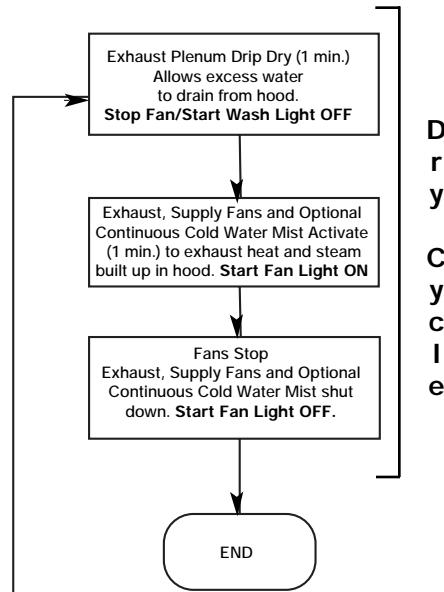 Exhaust Plenum Drip Dry (1 min.)
Allows excess water
to drain from hood.
Stop Fan/Start Wash Light OFF
Exhaust, Supply Fans and Optional
Continuous Cold Water Mist Activate
(1 min.) to exhaust heat and steam
built up in hood. Start Fan Light ON
Fans Stop
Exhaust, Supply Fans and Optional
Continuous Cold Water Mist shut
down. Start Fan Light OFF.
END
Dry Cycle